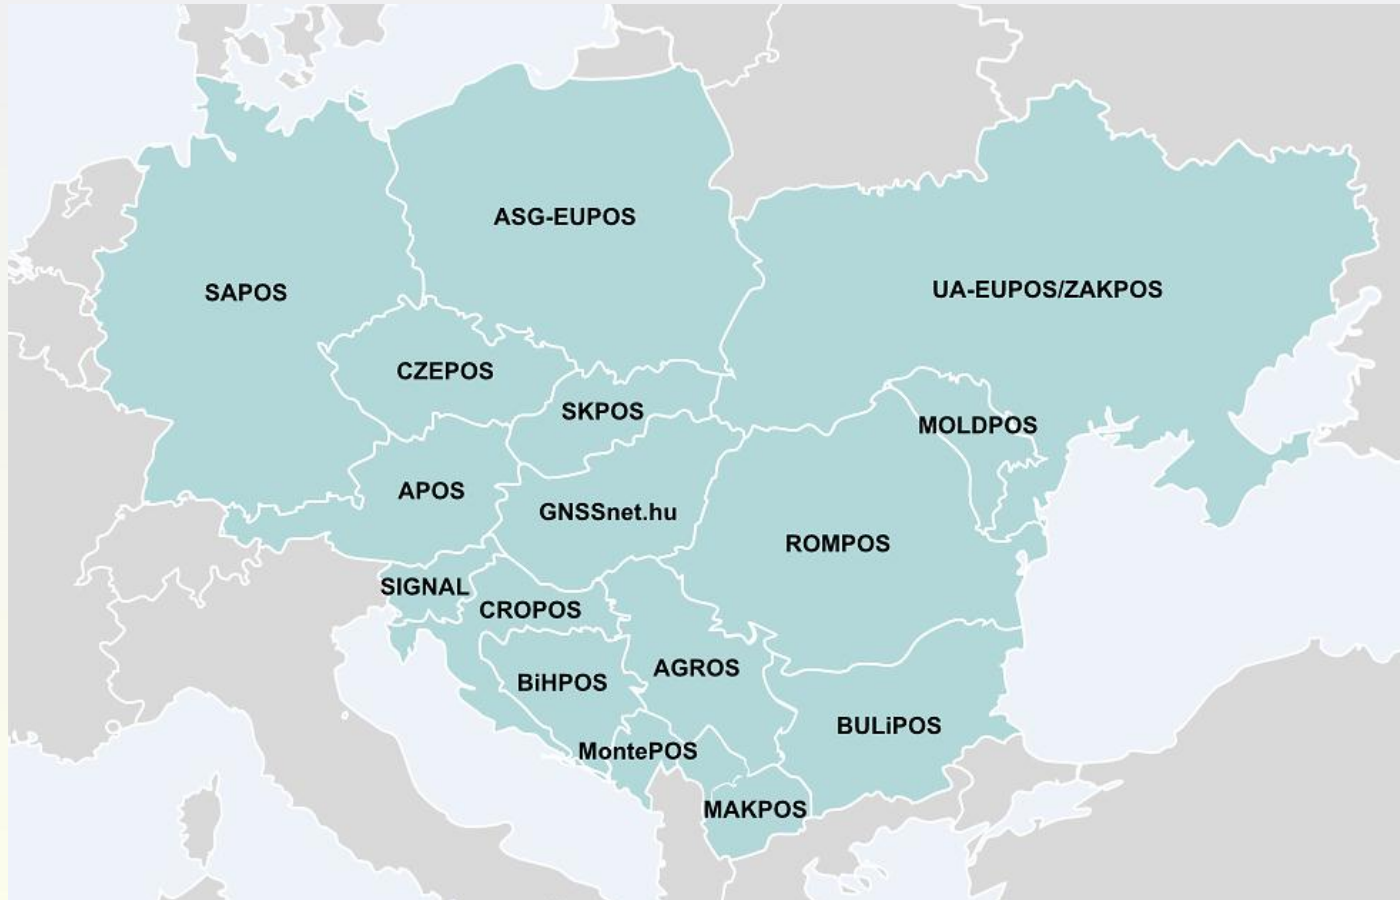 ASG-EUPOS
SAPOS
UA-EUPOS/ZAKPOS
CZEPOS
SKPOS
MOLDPOS
APOS
GNSSnet.hu
ROMPOS
SIGNAL
CROPOS
AGROS
BiHPOS
BULiPOS
MontePOS
MAKPOS